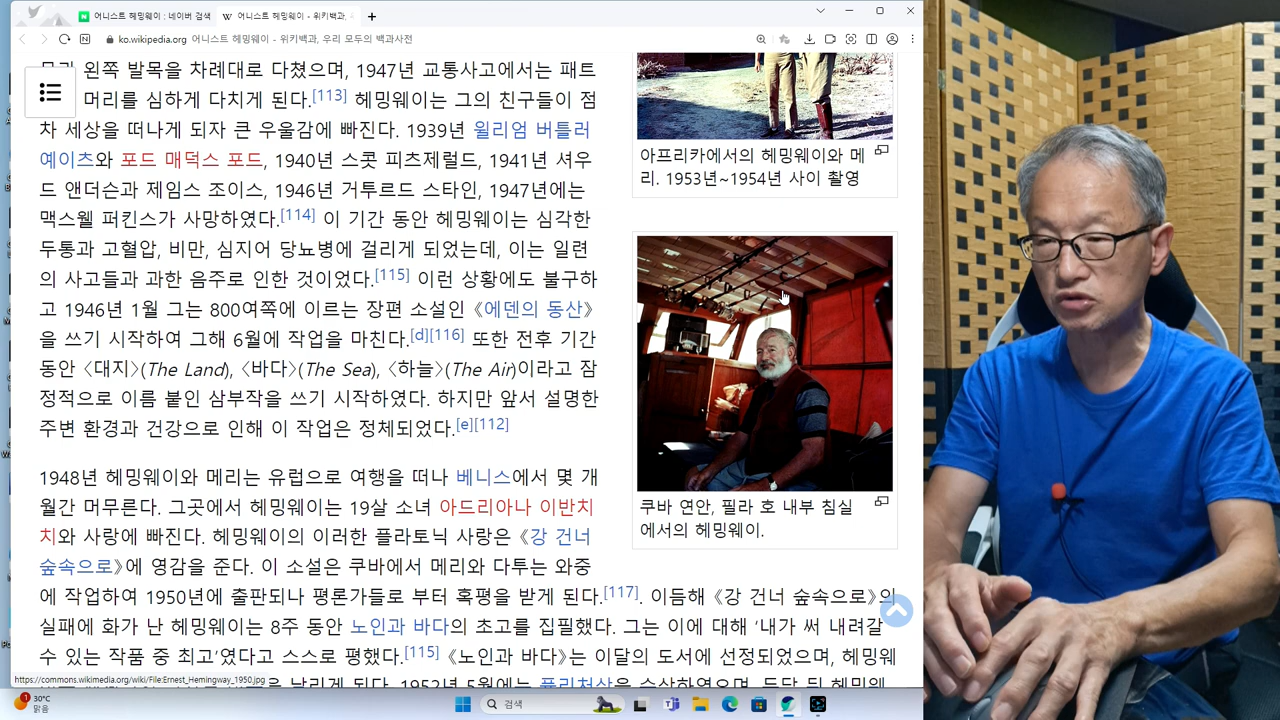 어니스트 헤밍웨이 : 네이버 검색
어니스트 헤밍웨이 - 위키백과,
ko.wikipedia.org 어니스트 헤밍웨이 - 위키백과, 우리 모두의 백과사전
왼쪽 발목을 차례대로 다쳤으며, 1947년 교통사고에서는 패트
머리를 심하게 다치게 된다.[113] 헤밍웨이는 그의 친구들이 점
차 세상을 떠나게 되자 큰 우울감에 빠진다. 1939년 윌리엄 버틀러
예이츠와 포드 매덕스 포드, 1940년 스콧 피츠제럴드, 1941년 셔우
드 앤더슨과 제임스 조이스, 1946년 거투르드 스타인, 1947년에는
맥스웰 퍼킨스가 사망하였다.[114] 이 기간 동안 헤밍웨이는 심각한
두통과 고혈압, 비만, 심지어 당뇨병에 걸리게 되었는데, 이는 일련
의 사고들과 과한 음주로 인한 것이었다.[115] 이런 상황에도 불구하
고 1946년 1월 그는 800여쪽에 이르는 장편 소설인 《에덴의 동산》
을 쓰기 시작하여 그해 6월에 작업을 마친다.[d][116] 또한 전후 기간
동안 〈대지〉(The Land), 〈바다〉(The Sea), 〈하늘〉(The Air)이라고 잠
정적으로 이름 붙인 삼부작을 쓰기 시작하였다. 하지만 앞서 설명한
주변 환경과 건강으로 인해 이 작업은 정체되었다.[e][112]
아프리카에서의 헤밍웨이와 메
리. 1953년~1954년 사이 촬영
쿠바 연안, 필라 호 내부 침실
에서의 헤밍웨이.
1948년 헤밍웨이와 메리는 유럽으로 여행을 떠나 베니스에서 몇 개
월간 머무른다. 그곳에서 헤밍웨이는 19살 소녀 아드리아나 이반치
치와 사랑에 빠진다. 헤밍웨이의 이러한 플라토닉 사랑은 《강 건너
숲속으로》에 영감을 준다. 이 소설은 쿠바에서 메리와 다투는 와중
에 작업하여 1950년에 출판되나 평론가들로 부터 혹평을 받게 된다.[117]. 이듬해 《강 건너 숲속으로》의
실패에 화가 난 헤밍웨이는 8주 동안 노인과 바다의 초고를 집필했다. 그는 이에 대해 '내가 써 내려갈
수 있는 작품 중 최고'였다고 스스로 평했다.[115] 《노인과 바다》는 이달의 도서에 선정되었으며, 헤밍웨
날리게 된다. 1952년 5월에는 퓰리처상을 수상하였으며, 두달 뒤 헤밍웨
https://commons.wikimedia.org/wiki/File:Ernest_Hemingway_1950.jpg
30°C
맑음
검색